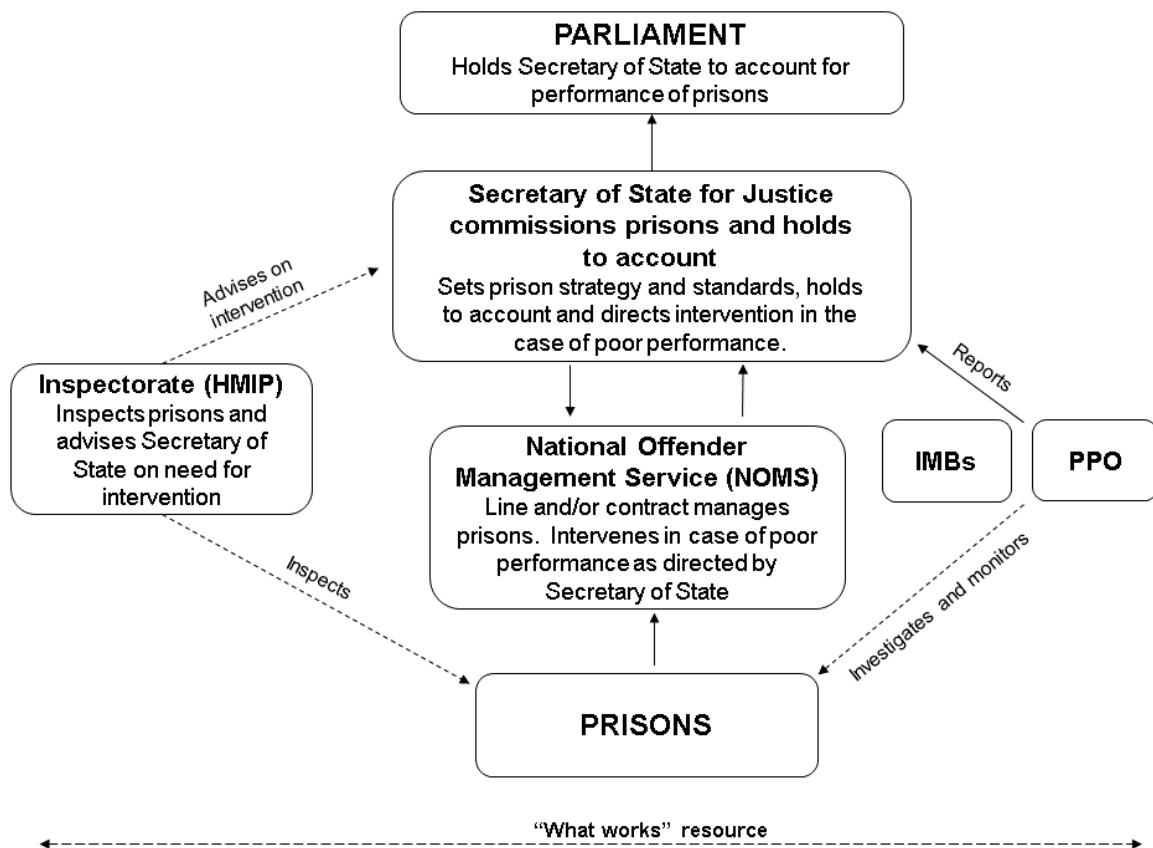 PARLIAMENT
Holds Secretary of State to account for
performance of prisons
Secretary of State for Justice
commissions prisons and holds
to account
Sets prison strategy and standards, holds
to account and directs intervention in the
case of poor performance.
Advises on
intervention
Reports
Inspectorate (HMIP)
Inspects prisons and
advises Secretary of
State on need for
intervention
National Offender
Management Service (NOMS)
Line and/or contract manages
prisons. Intervenes in case of poor
performance as directed by
Secretary of State
IMBs
PPO
Inspects
Investigates and monitors
PRISONS
“What works” resource